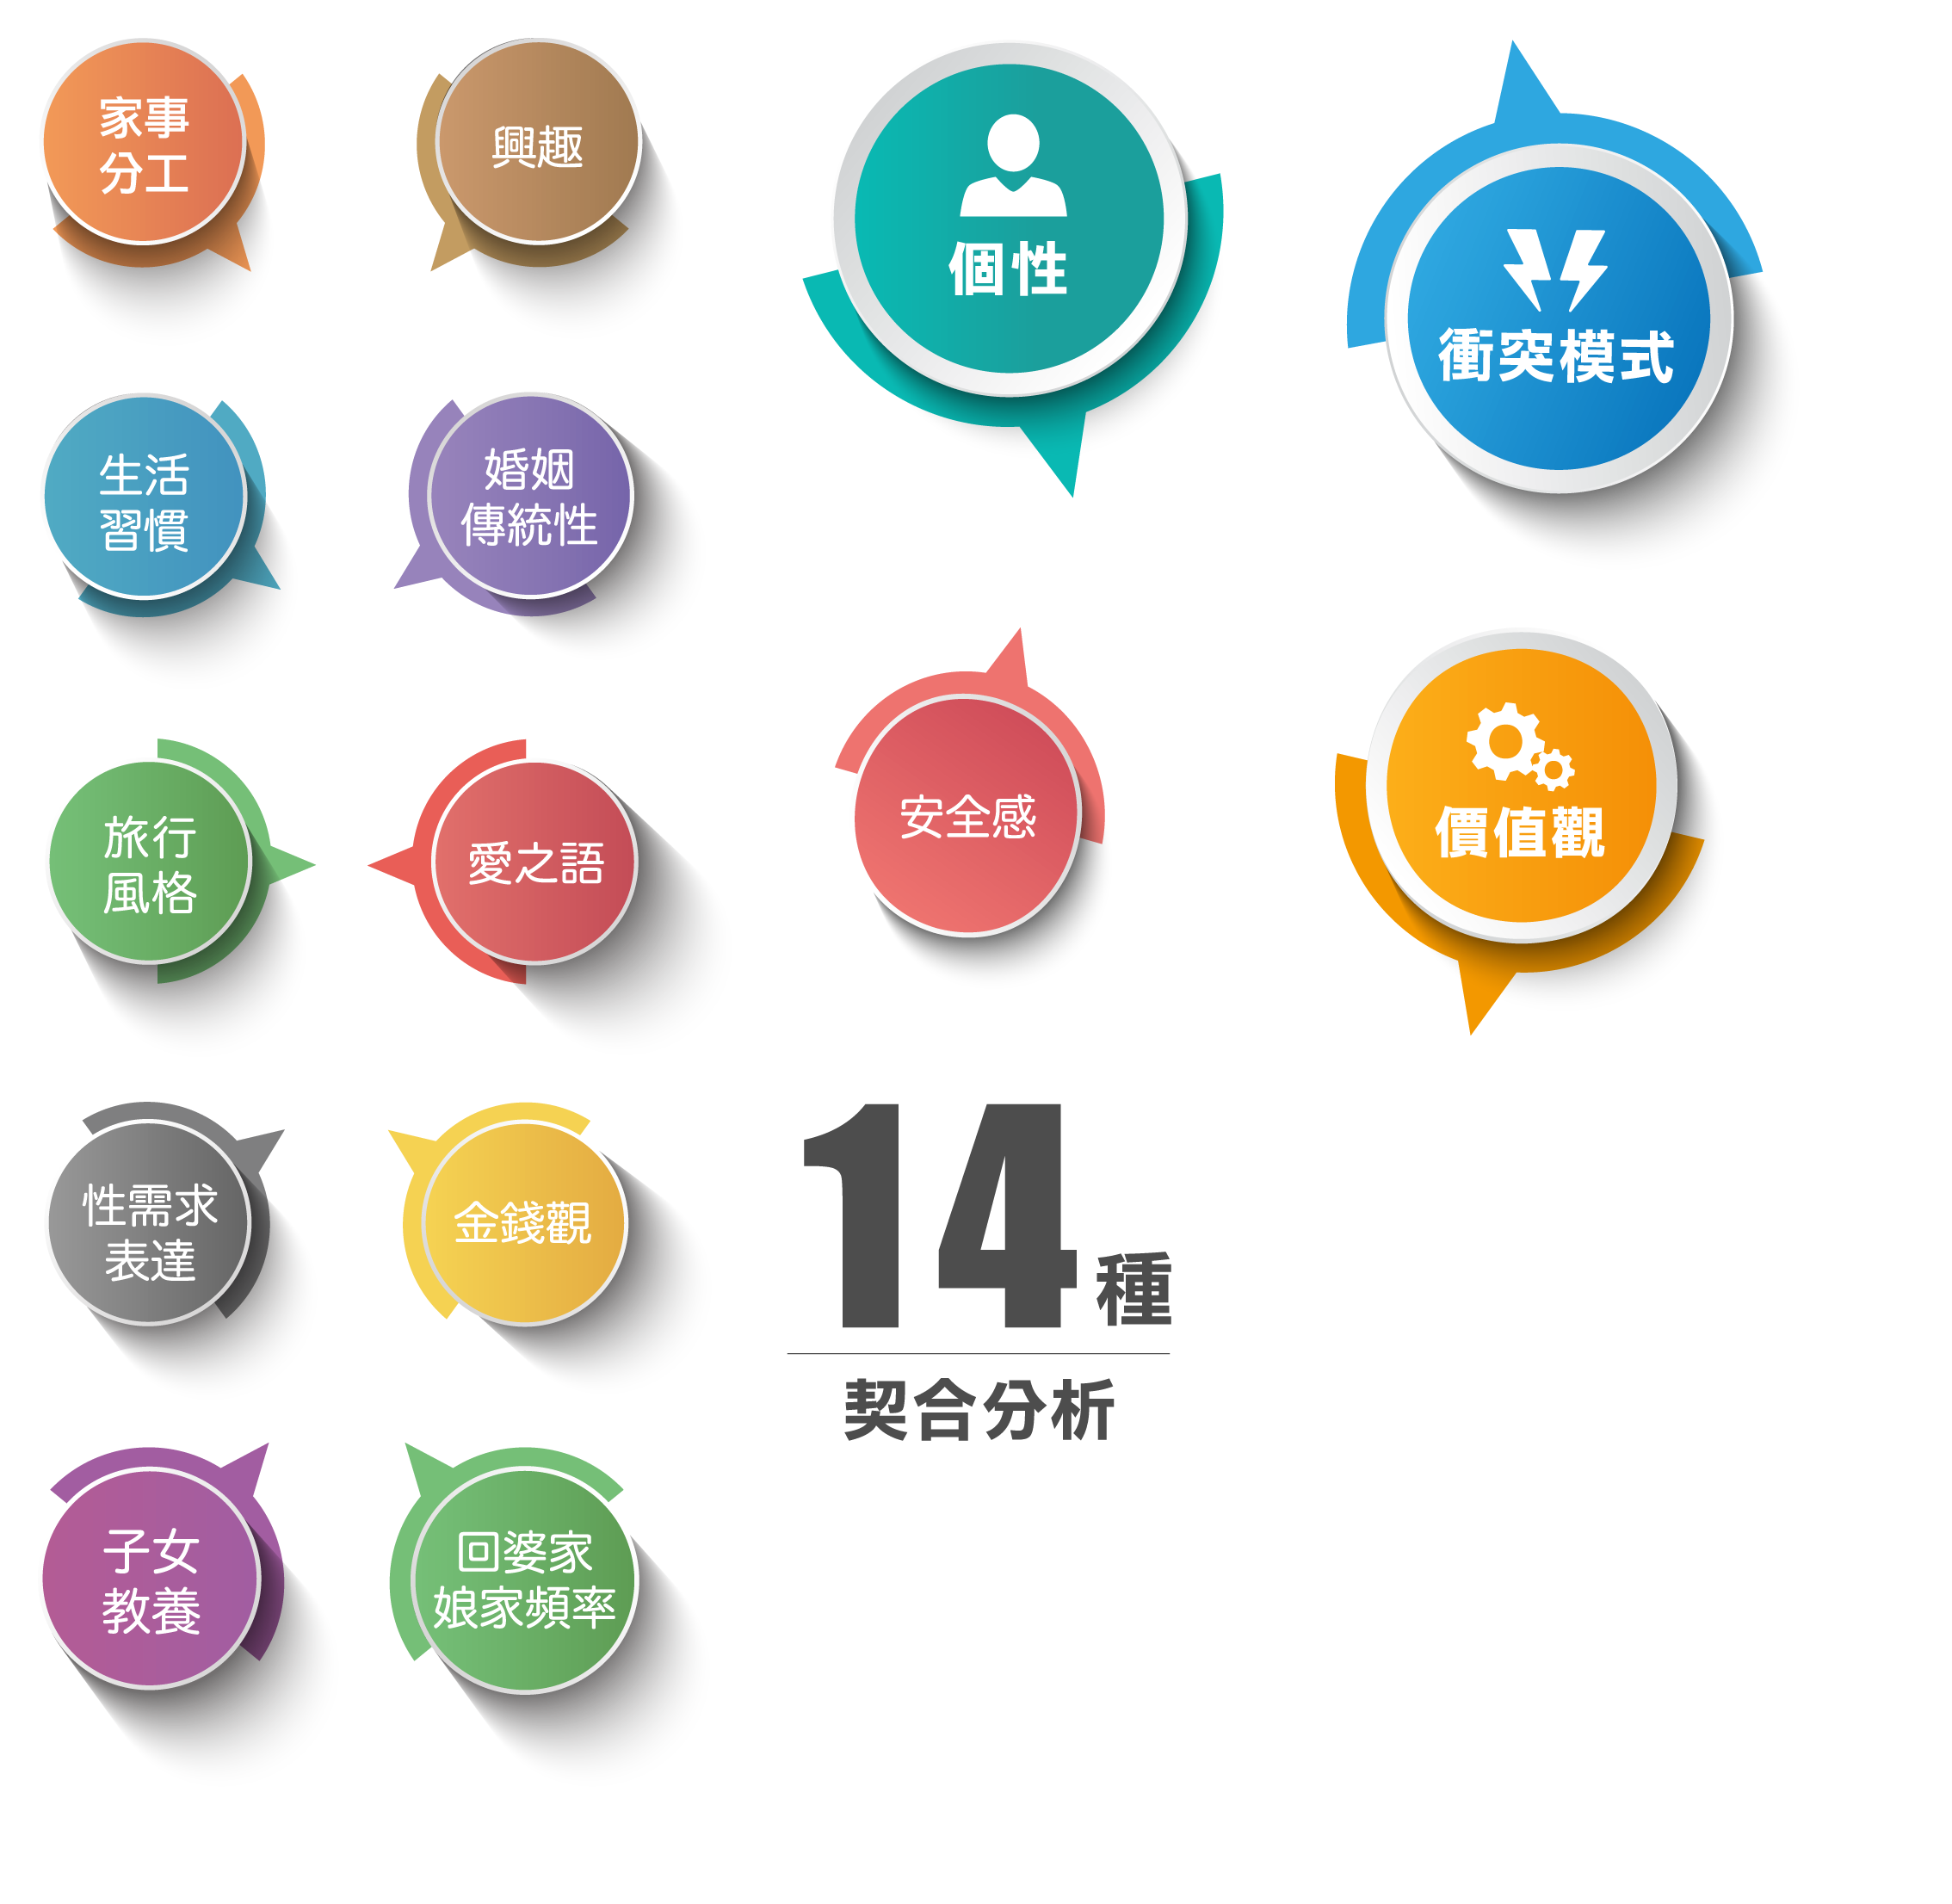 家事
分工
興趣
個性
衝突模式
生活
習慣
婚姻
傳統性
旅行
風格
愛之語
安全感
價值觀
性需求
表達
金錢觀
14種
契合分析
子女
教養
回婆家
娘家頻率